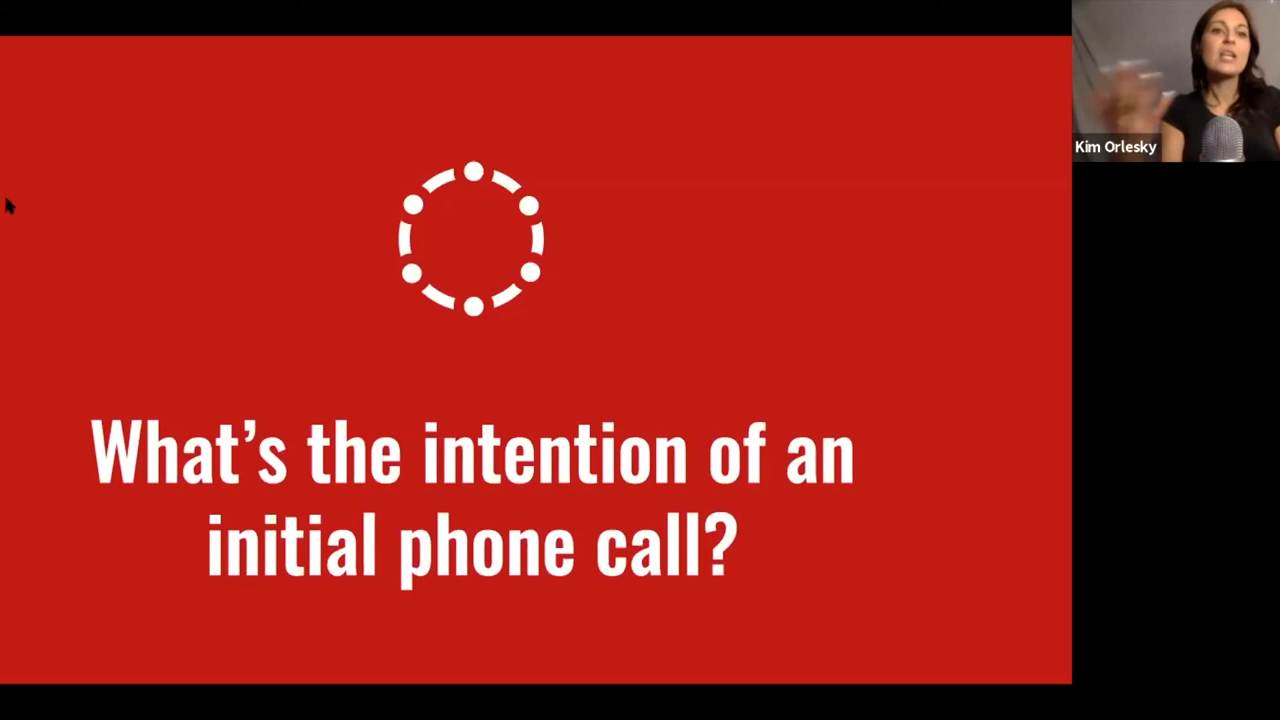 Kim Orlesky
What’s the intention of an
initial phone call?